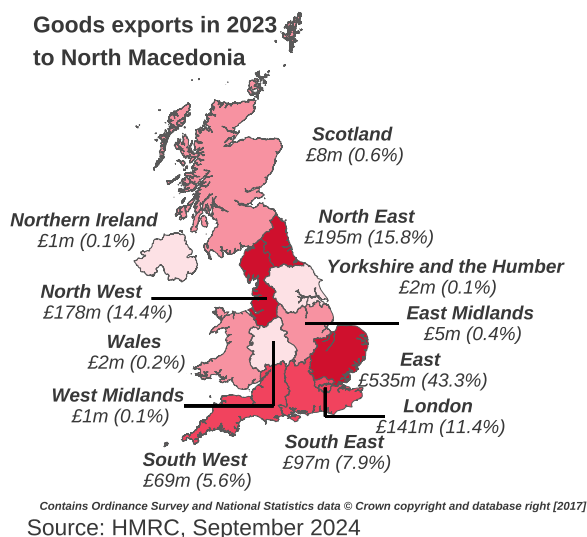 Goods exports in 2023
to North Macedonia
Scotland
£8m (0.6%)
Northern Ireland
£1m (0.1%)
North East
£195m (15.8%)
Yorkshire and the Humber
£2m (0.1%)
North West
£178m (14.4%)
East Midlands
£5m (0.4%)
Wales
£2m (0.2%)
East
£535m (43.3%)
West Midlands
£1m (0.1%)
London
£141m (11.4%)
South East
£97m (7.9%)
South West
£69m (5.6%)
Contains Ordinance Survey and National Statistics data © Crown copyright and database right [2017]
Source: HMRC, September 2024